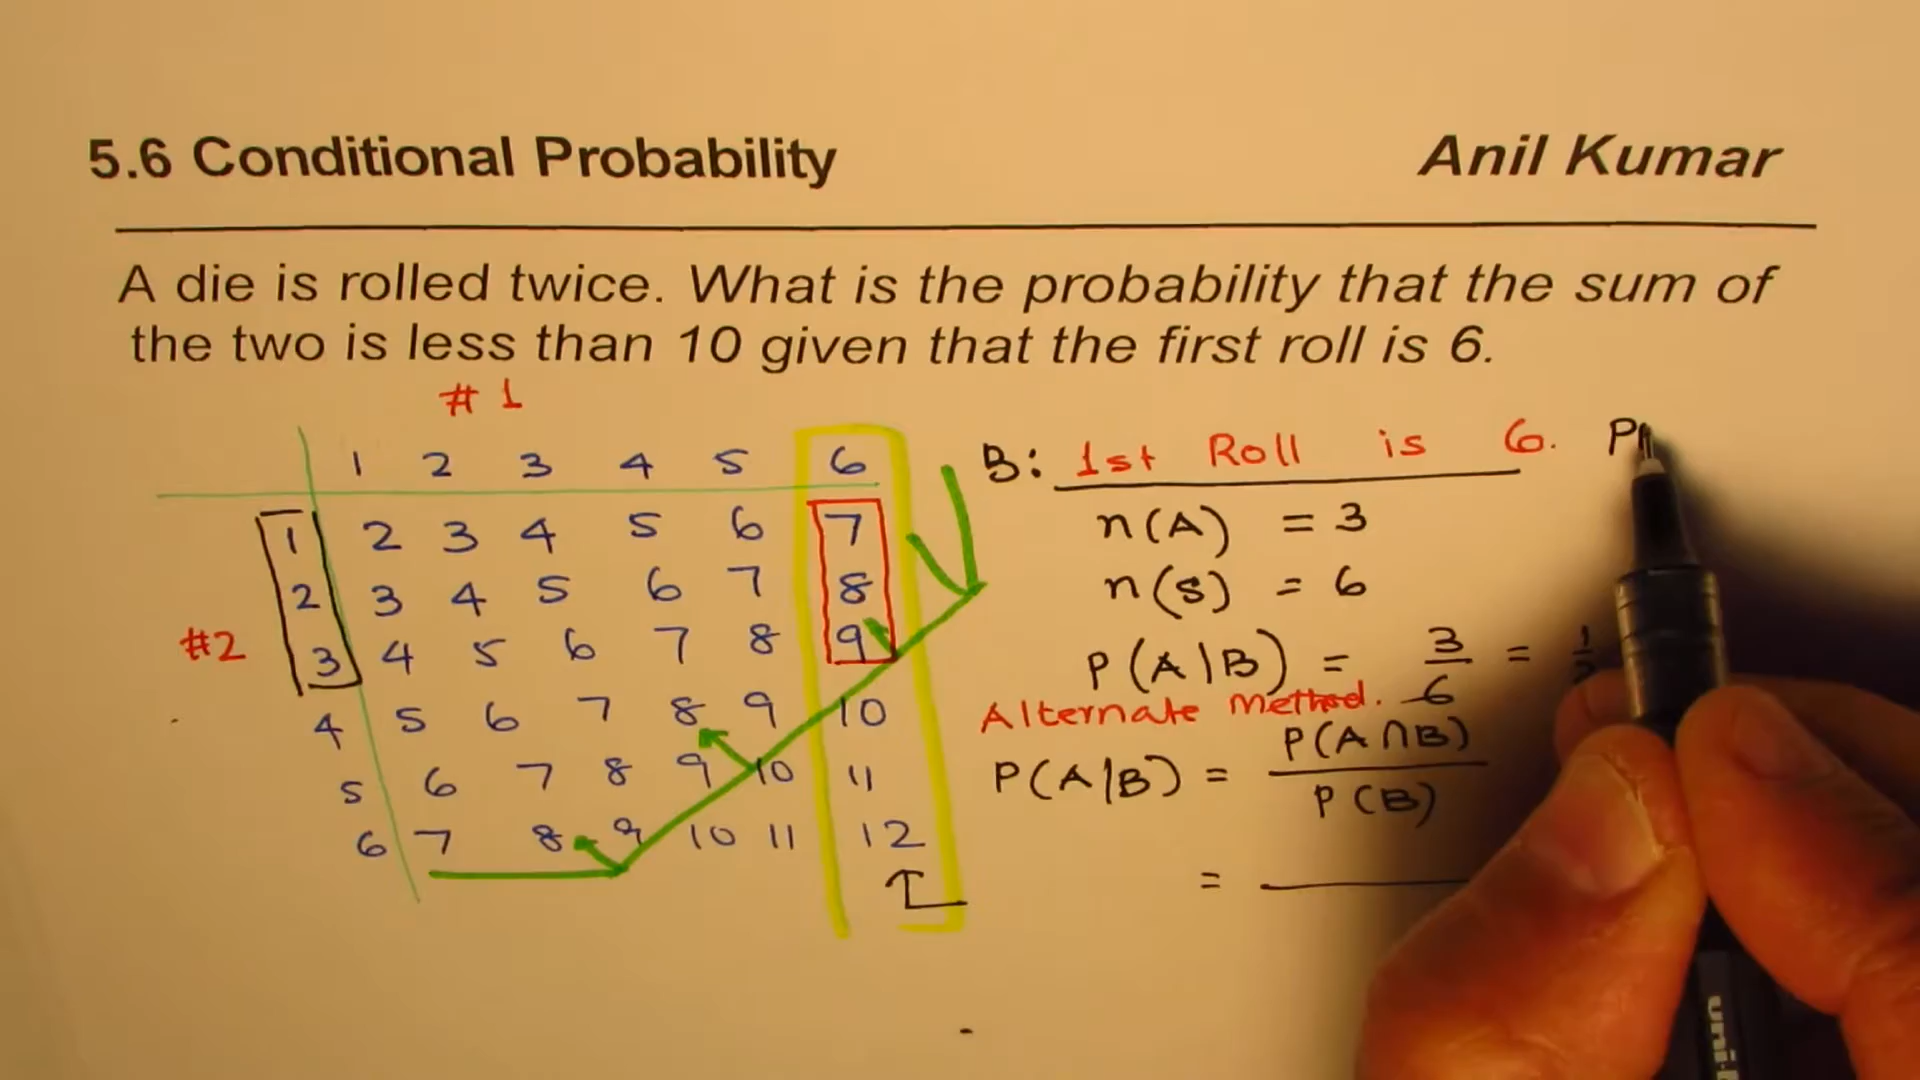 5.6 Conditional Probability Anil Kumar
A die is rolled twice. What is the probability that the sum of
the two is less than 10 given that the first roll is 6.
# 1
1 2 3 4 5 6
1 2 3 4 5 6 7
2 3 4 5 6 7 8
#2
3 4 5 6 7 8 9
4 5 6 7 8 9 10
5 6 7 8 9 10 11
6 7 8 9 10 11 12
B: 1st Roll is 6. P(
n(A) = 3
n(S) = 6
P(A|B) = 3/6 = 1/
Alternate Method.
P(A|B) = P(A∩B)/P(B)
=
uni